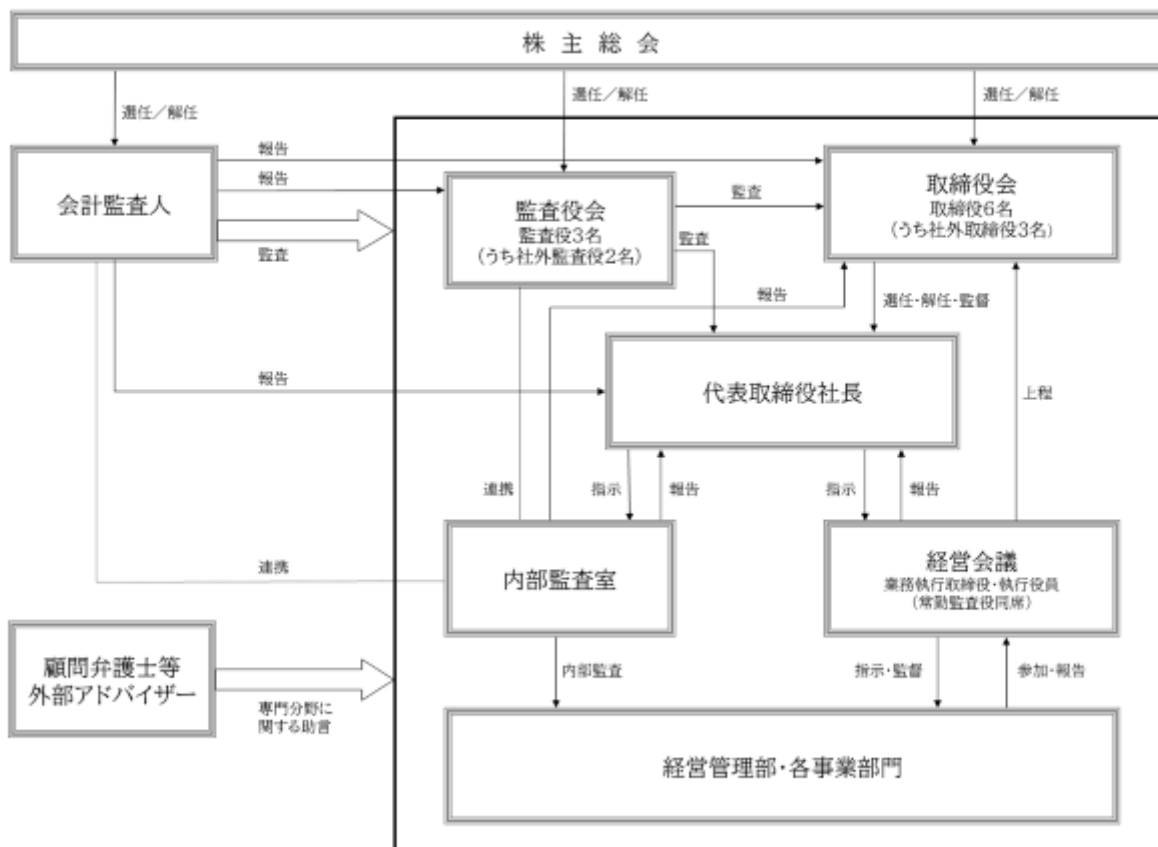 株主総会
選任／解任
選任／解任
選任／解任
会計監査人
報告
報告
監査
監査役会
監査役3名
(うち社外監査役2名)
監査
監査
取締役会
取締役6名
(うち社外取締役3名)
報告
選任・解任・監督
代表取締役社長
報告
上程
連携
指示
報告
指示
報告
連携
内部監査室
経営会議
業務執行取締役・執行役員
(常勤監査役同席)
顧問弁護士等
外部アドバイザー
専門分野に
関する助言
内部監査
指示・監督
参加・報告
経営管理部・各事業部門